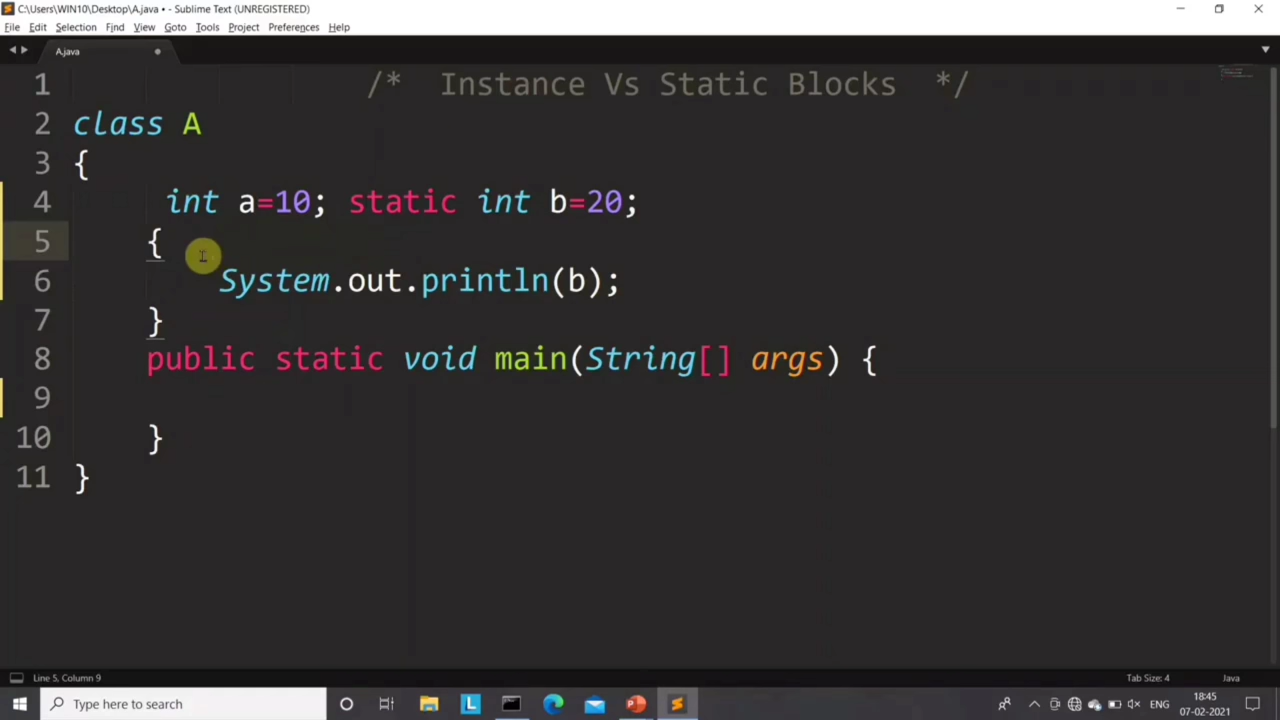 C:\Users\WIN10\Desktop\A.java • - Sublime Text (UNREGISTERED)
File Edit Selection Find View Goto Tools Project Preferences Help
A.java
1 /* Instance Vs Static Blocks */
2 class A
3 {
4 int a=10; static int b=20;
5 {
6 System.out.println(b);
7 }
8 public static void main(String[] args) {
9
10 }
11 }
Line 5, Column 9 Tab Size: 4 Java
Type here to search
L
ENG
18:45
07-02-2021